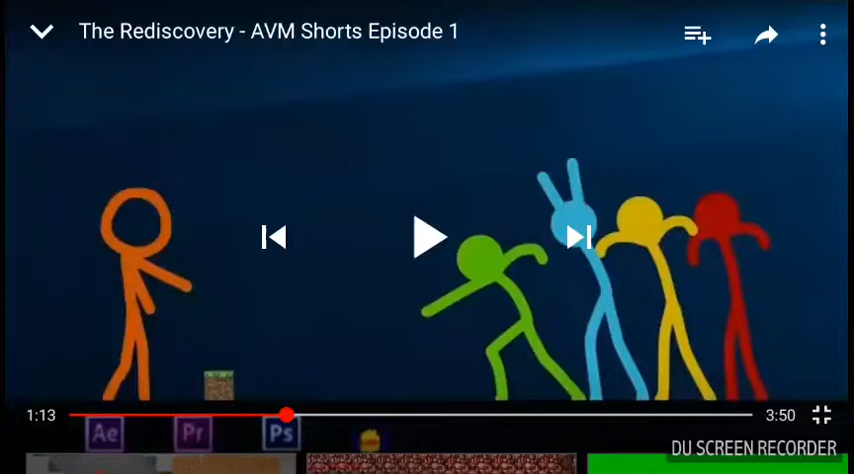 The Rediscovery - AVM Shorts Episode 1
1:13
3:50
Ae
Pr
Ps
DU SCREEN RECORDER